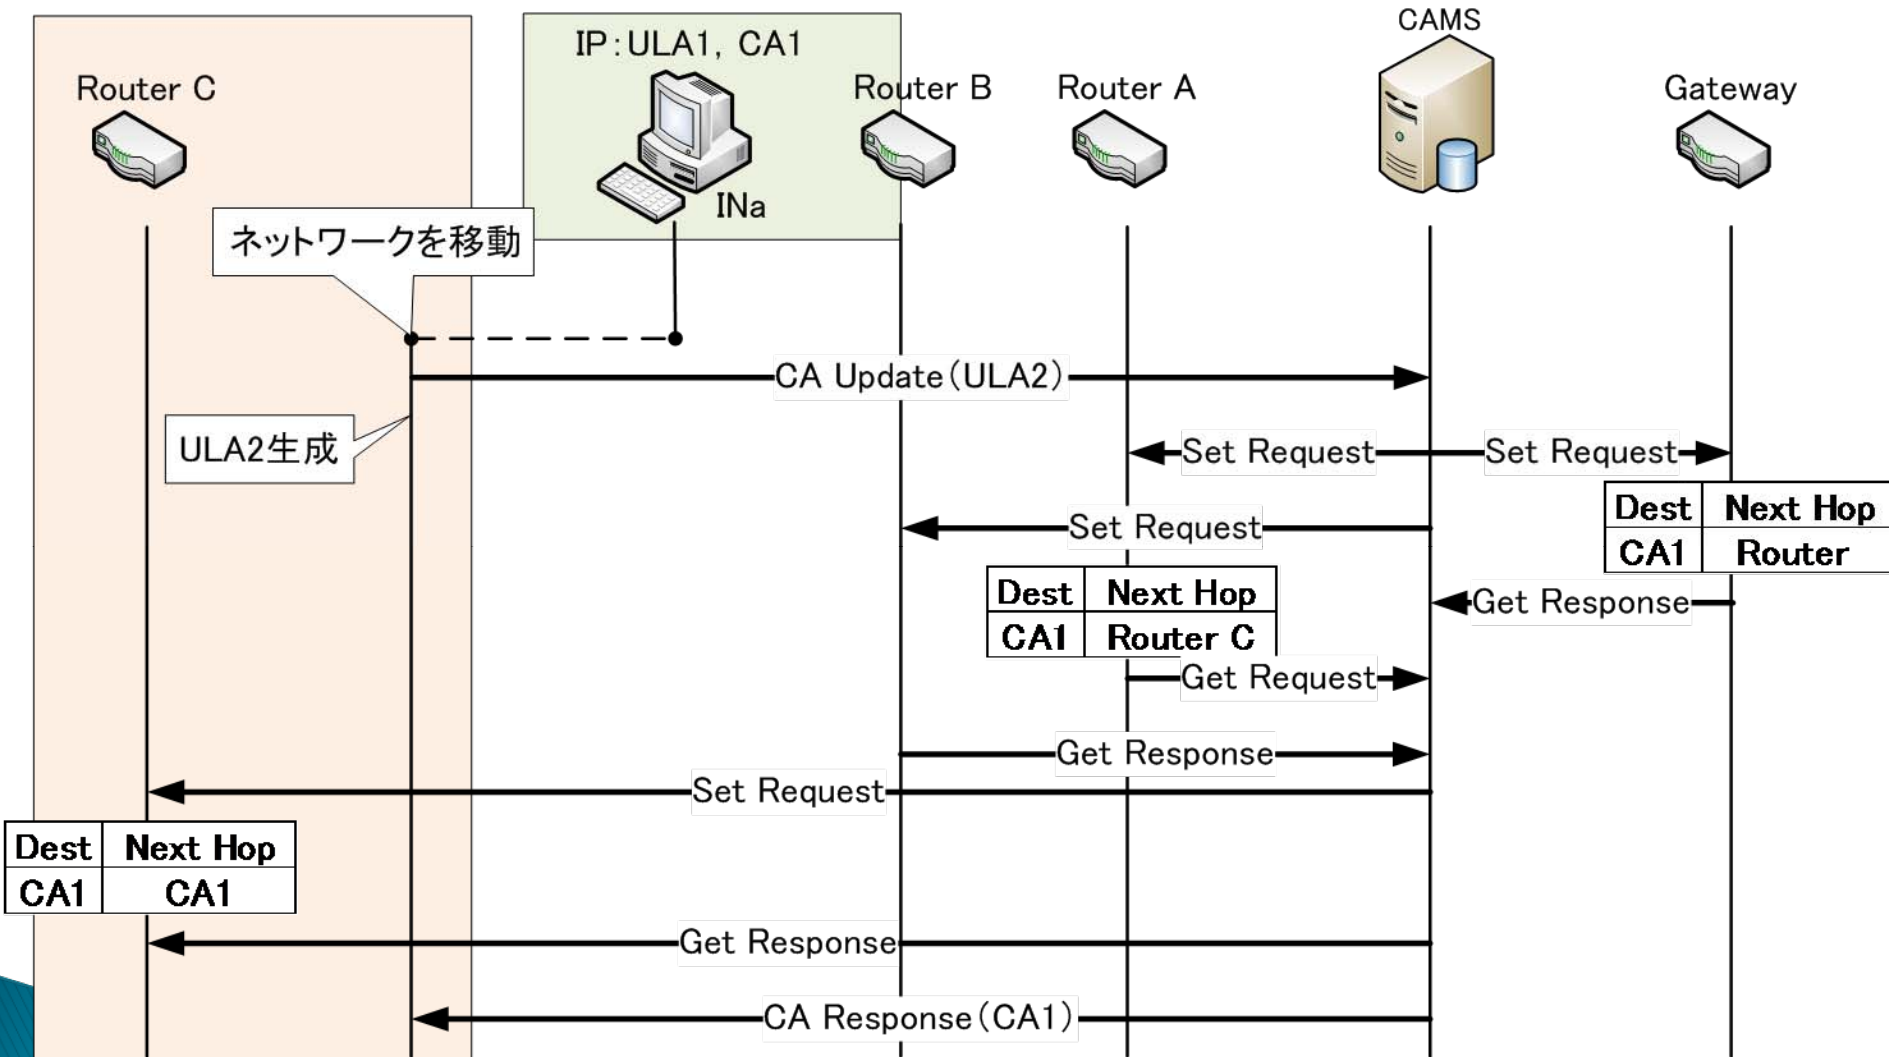 CAMS
IP:ULA1, CA1
Router C
Router B
Router A
Gateway
INa
ネットワークを移動
CA Update(ULA2)
ULA2生成
Set Request
Set Request
Dest Next Hop
CA1 Router
Set Request
Dest Next Hop
CA1 Router C
Get Response
Get Request
Get Response
Set Request
Dest Next Hop
CA1 CA1
Get Response
CA Response(CA1)